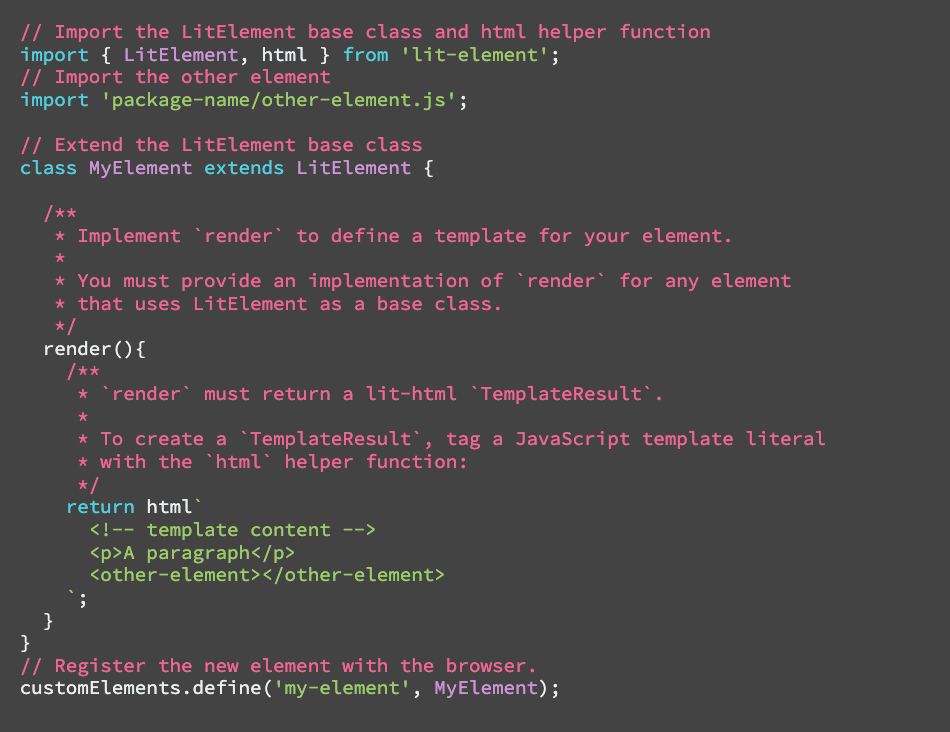 // Import the LitElement base class and html helper function
import { LitElement, html } from 'lit-element';
// Import the other element
import 'package-name/other-element.js';

// Extend the LitElement base class
class MyElement extends LitElement {

  /**
   * Implement `render` to define a template for your element.
   *
   * You must provide an implementation of `render` for any element
   * that uses LitElement as a base class.
   */
  render(){
    /**
     * `render` must return a lit-html `TemplateResult`.
     *
     * To create a `TemplateResult`, tag a JavaScript template literal
     * with the `html` helper function:
     */
    return html`
      <!-- template content -->
      <p>A paragraph</p>
      <other-element></other-element>
    `;
  }
}
// Register the new element with the browser.
customElements.define('my-element', MyElement);